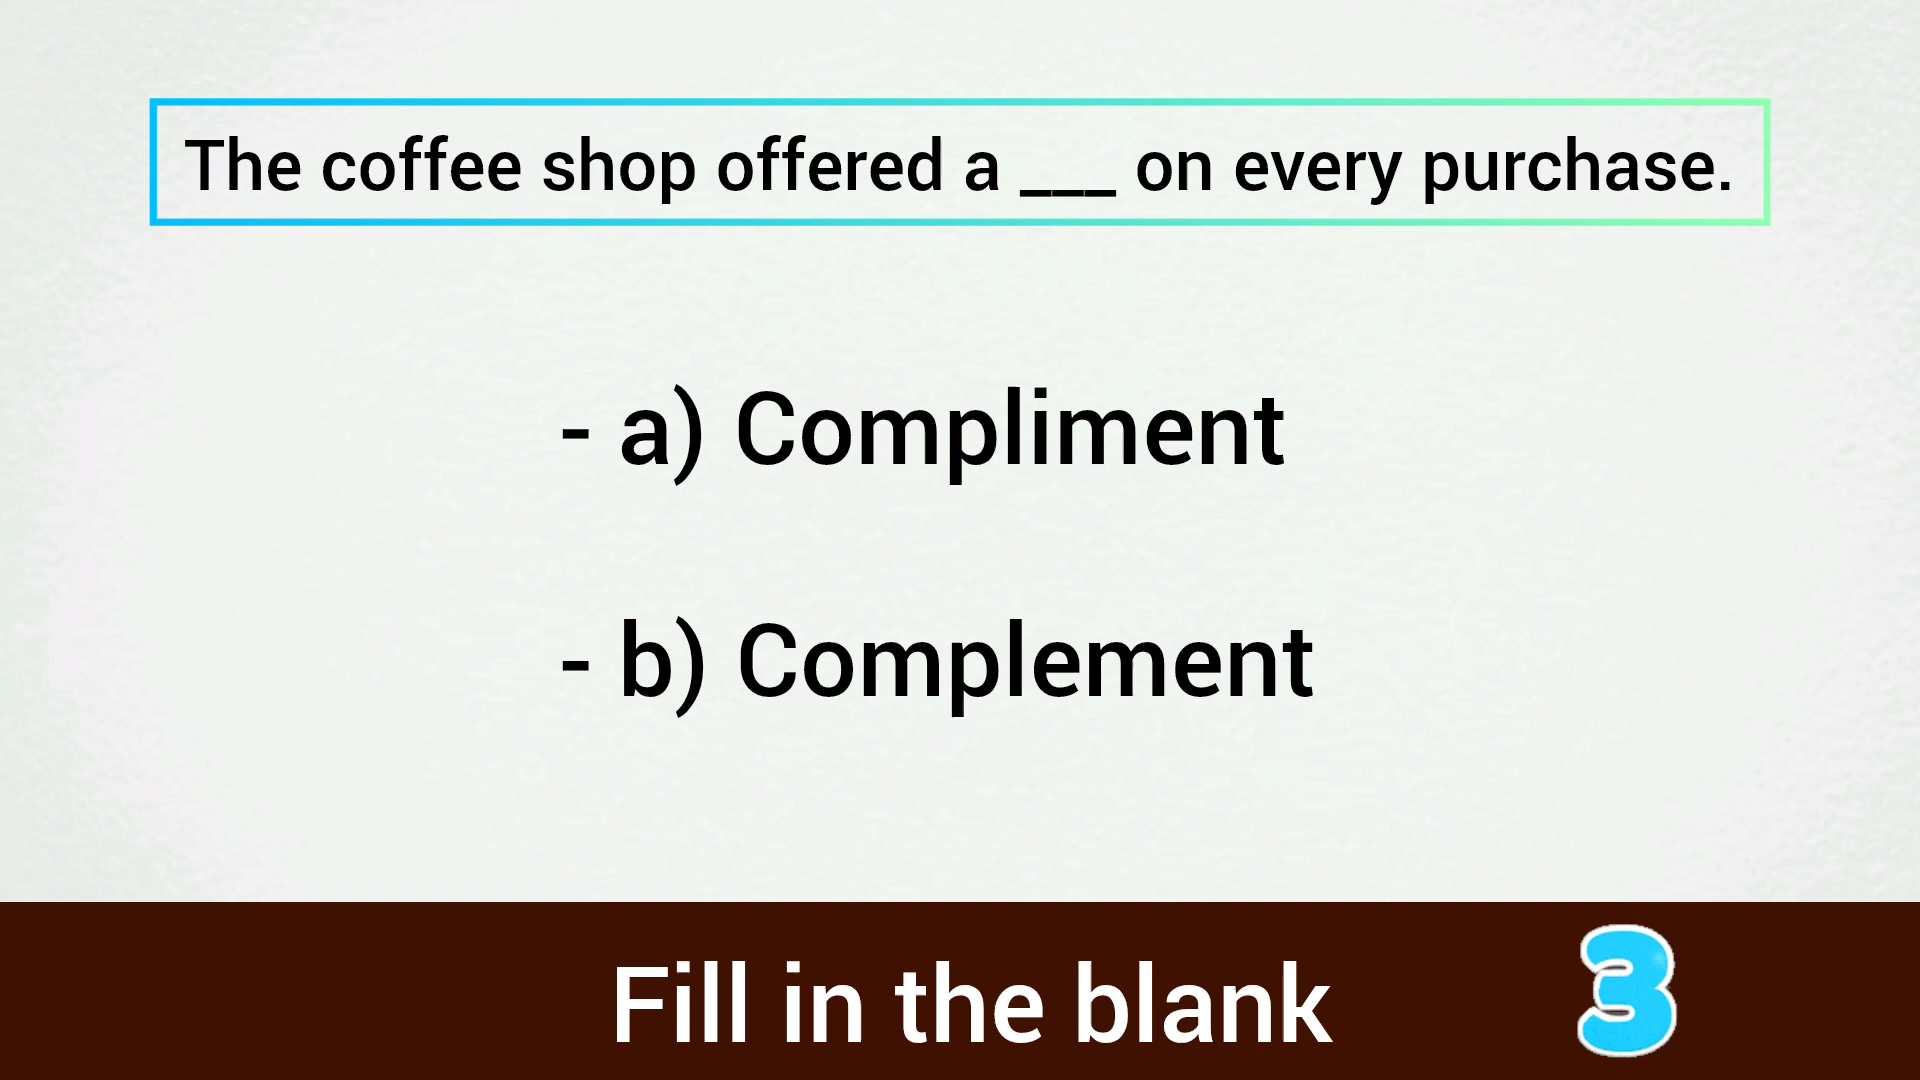 The coffee shop offered a ___ on every purchase.
- a) Compliment
- b) Complement
Fill in the blank
3